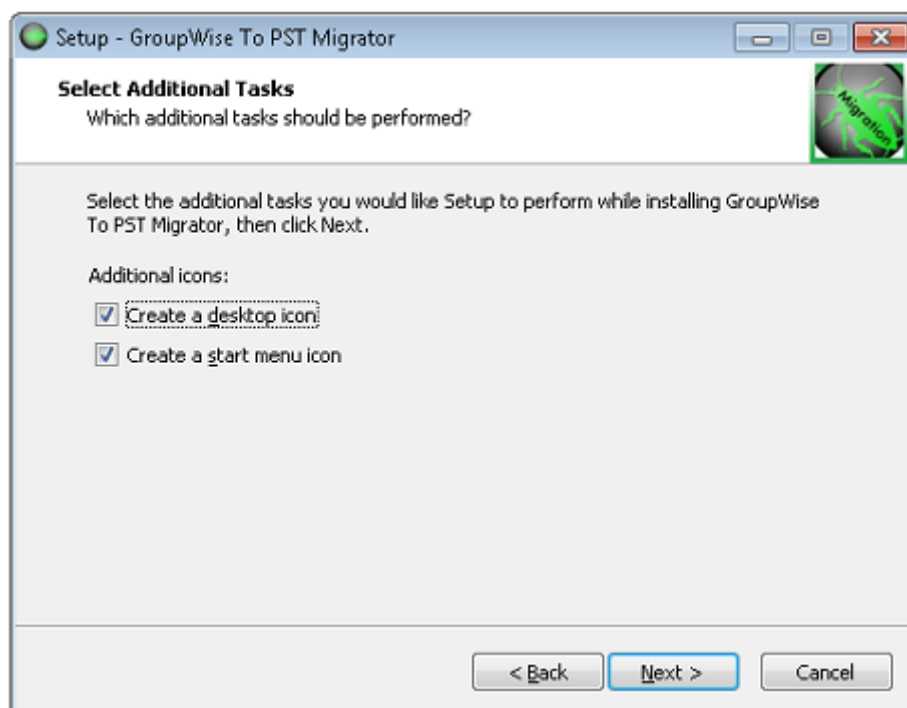 Setup - GroupWise To PST Migrator
Select Additional Tasks
Which additional tasks should be performed?
Migration
Select the additional tasks you would like Setup to perform while installing GroupWise
To PST Migrator, then click Next.
Additional icons:
Create a desktop icon
Create a start menu icon
< Back Next > Cancel